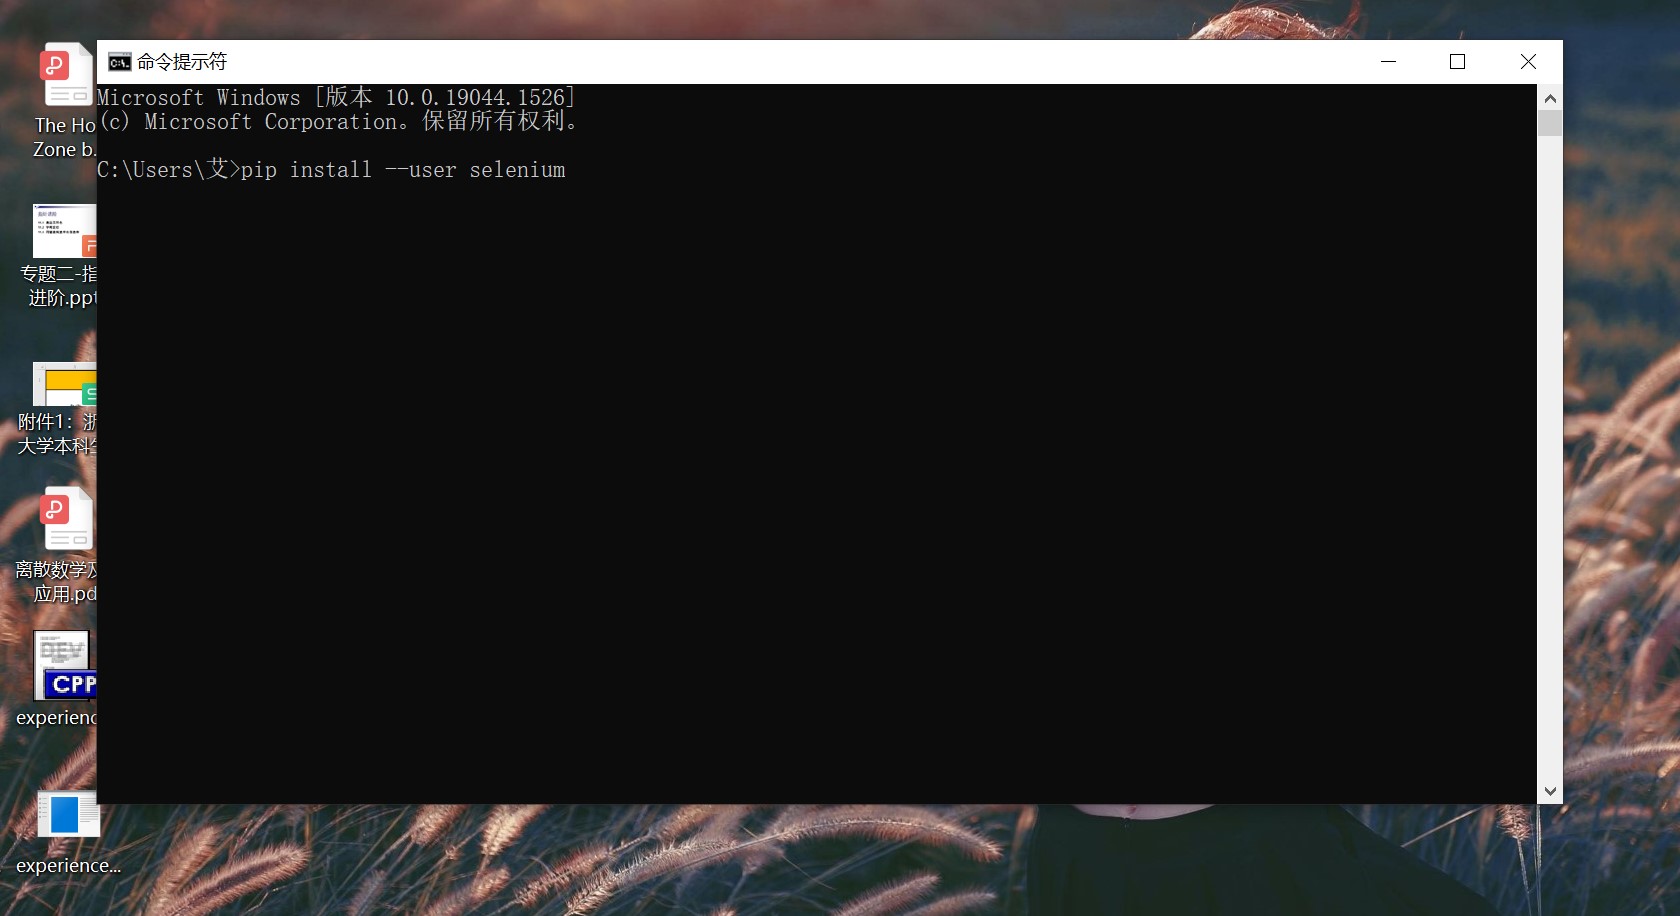 命令提示符
Microsoft Windows [版本 10.0.19044.1526]
(c) Microsoft Corporation。保留所有权利。
C:\Users\艾>pip install --user selenium
The Ho
Zone b.
专题二-指
进阶.ppt
附件1：浙
大学本科生
离散数学及
应用.pd
DEV
CPP
experienc
experience...